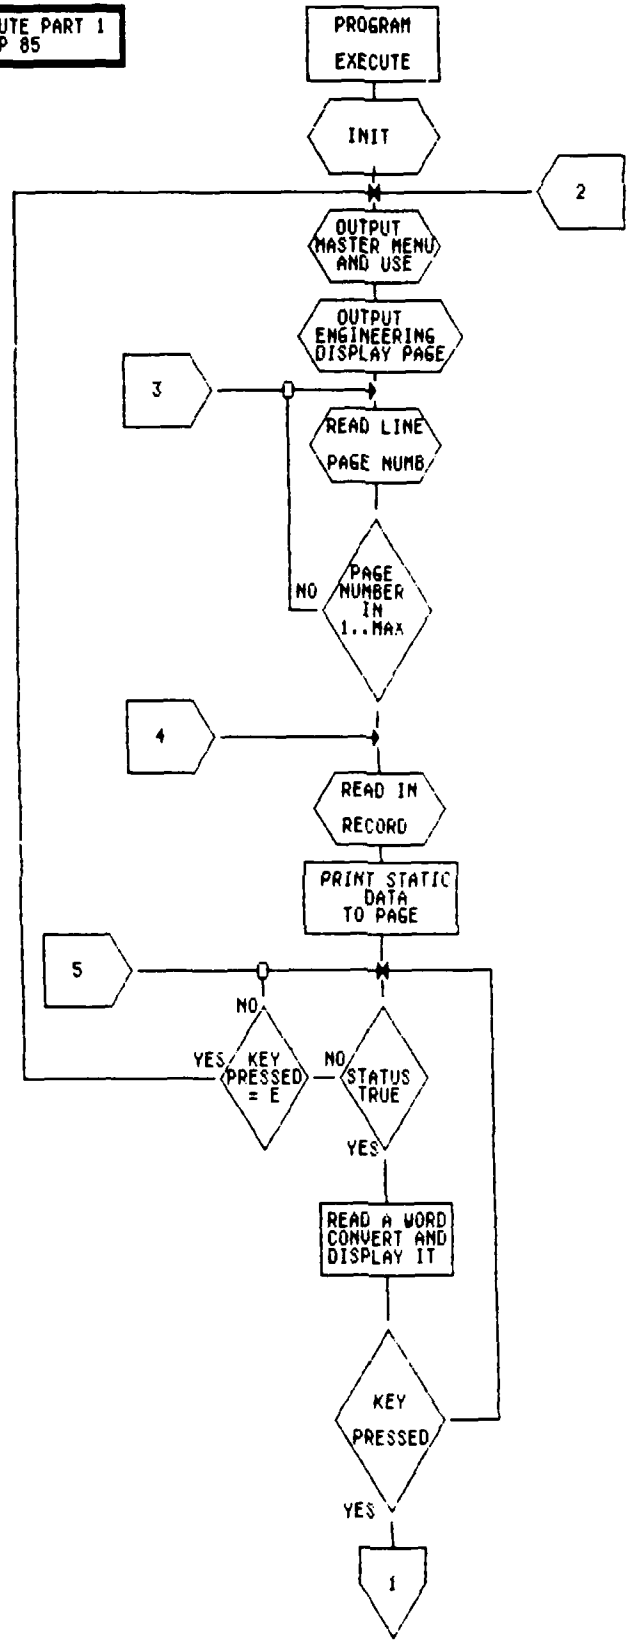 UTE PART 1
P 85
PROGRAM
EXECUTE
INIT
2
OUTPUT
MASTER MENU
AND USE
OUTPUT
ENGINEERING
DISPLAY PAGE
3
READ LINE
PAGE NUMB
NO
PAGE
NUMBER
IN
1..MAX
4
READ IN
RECORD
PRINT STATIC
DATA
TO PAGE
5
NO
YES
KEY
PRESSED
= E
NO
STATUS
TRUE
YES
READ A WORD
CONVERT AND
DISPLAY IT
KEY
PRESSED
YES
1